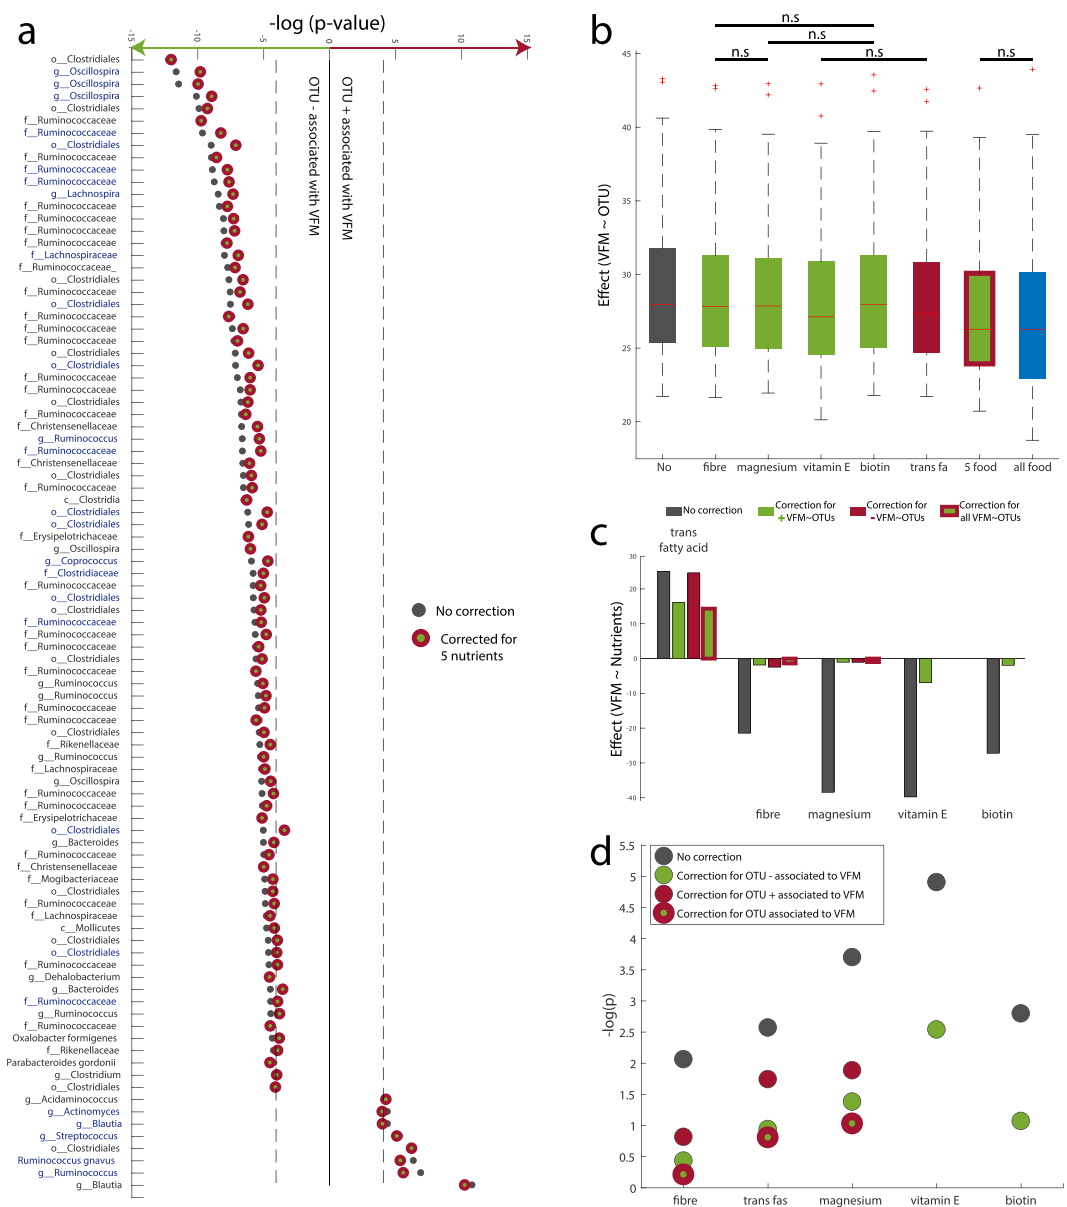 a
-log (p-value)
-15
-10
-5
0
5
10
15
OTU - associated with VFM
OTU + associated with VFM
o__Clostridiales
g__Oscillospira
g__Oscillospira
g__Oscillospira
o__Clostridiales
f__Ruminococcaceae
f__Ruminococcaceae
o__Clostridiales
f__Ruminococcaceae
f__Ruminococcaceae
f__Ruminococcaceae
g__Lachnospira
f__Ruminococcaceae
f__Ruminococcaceae
f__Ruminococcaceae
f__Ruminococcaceae
f__Lachnospiraceae
f__Ruminococcaceae_
o__Clostridiales
f__Ruminococcaceae
o__Clostridiales
f__Ruminococcaceae
f__Ruminococcaceae
f__Ruminococcaceae
o__Clostridiales
o__Clostridiales
f__Ruminococcaceae
f__Ruminococcaceae
o__Clostridiales
f__Ruminococcaceae
f__Christensenellaceae
g__Ruminococcus
f__Ruminococcaceae
f__Christensenellaceae
o__Clostridiales
f__Ruminococcaceae
c__Clostridia
o__Clostridiales
o__Clostridiales
f__Erysipelotrichaceae
g__Oscillospira
g__Coprococcus
f__Clostridiaceae
f__Ruminococcaceae
o__Clostridiales
o__Clostridiales
f__Ruminococcaceae
f__Ruminococcaceae
f__Ruminococcaceae
o__Clostridiales
f__Ruminococcaceae
g__Ruminococcus
g__Ruminococcus
f__Ruminococcaceae
f__Ruminococcaceae
o__Clostridiales
f__Rikenellaceae
g__Ruminococcus
f__Lachnospiraceae
g__Oscillospira
f__Ruminococcaceae
f__Ruminococcaceae
f__Erysipelotrichaceae
o__Clostridiales
g__Bacteroides
f__Ruminococcaceae
f__Christensenellaceae
f__Mogibacteriaceae
o__Clostridiales
f__Ruminococcaceae
f__Lachnospiraceae
c__Mollicutes
o__Clostridiales
o__Clostridiales
f__Ruminococcaceae
g__Dehalobacterium
g__Bacteroides
f__Ruminococcaceae
g__Ruminococcus
f__Ruminococcaceae
Oxalobacter formigenes
f__Rikenellaceae
Parabacteroides gordonii
g__Clostridium
o__Clostridiales
g__Acidaminococcus
g__Actinomyces
g__Blautia
g__Streptococcus
o__Clostridiales
Ruminococcus gnavus
g__Ruminococcus
g__Blautia
No correction
Corrected for
5 nutrients
b
n.s
n.s
n.s n.s n.s
Effect (VFM ~ OTU)
45
40
35
30
25
20
No fibre magnesium vitamin E biotin trans fa 5 food all food
No correction
Correction for
+VFM~OTUs
Correction for
-VFM~OTUs
Correction for
all VFM~OTUs
c
trans
fatty acid
Effect (VFM ~ Nutrients)
30
20
10
0
-10
-20
-30
-40
fibre magnesium vitamin E biotin
d
No correction
Correction for OTU - associated to VFM
Correction for OTU + associated to VFM
Correction for OTU associated to VFM
-log(p)
5.5
5
4.5
4
3.5
3
2.5
2
1.5
1
0.5
0
fibre trans fas magnesium vitamin E biotin